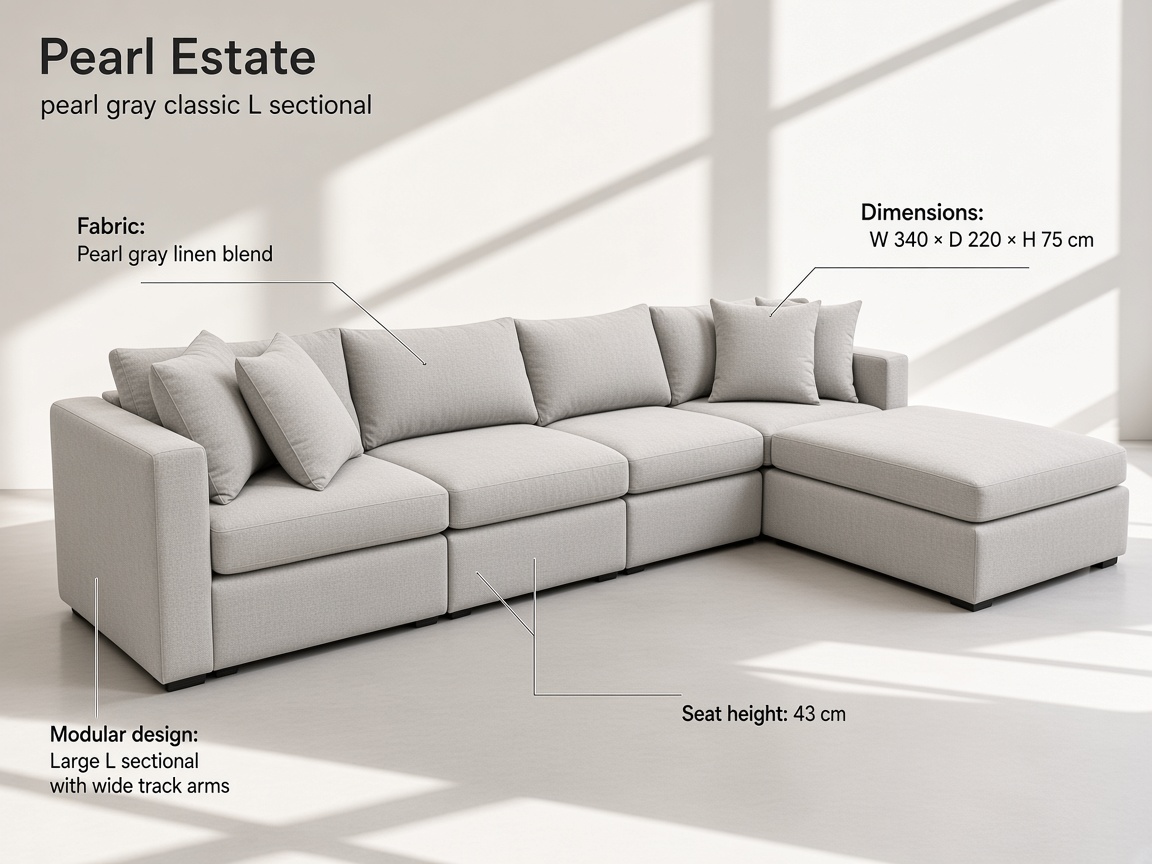 Pearl Estate
pearl gray classic L sectional
Fabric:
Pearl gray linen blend
Dimensions:
W 340 × D 220 × H 75 cm
Seat height: 43 cm
Modular design:
Large L sectional
with wide track arms